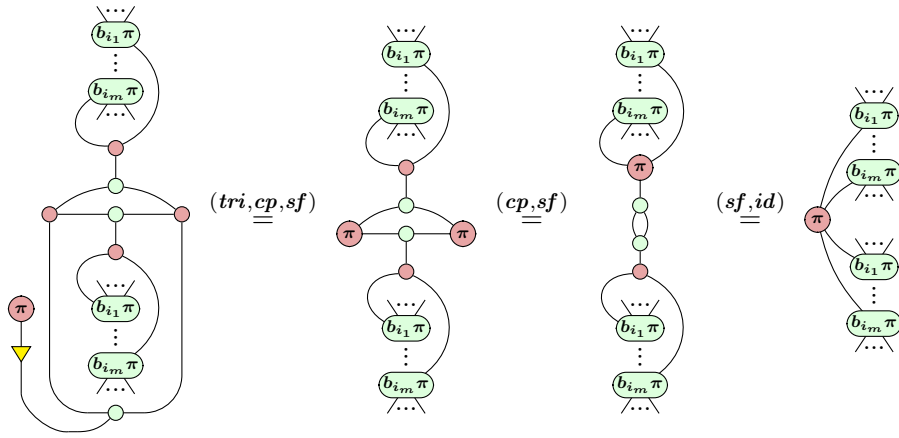 ...
b_{i_1}π
⋮
b_{i_m}π
...
...
b_{i_1}π
⋮
b_{i_m}π
...
π
(tri,cp,sf)
=
...
b_{i_1}π
⋮
b_{i_m}π
...
π π
...
b_{i_1}π
⋮
b_{i_m}π
...
(cp,sf)
=
...
b_{i_1}π
⋮
b_{i_m}π
...
π
...
b_{i_1}π
⋮
b_{i_m}π
...
(sf,id)
=
...
b_{i_1}π
⋮
b_{i_m}π
...
π
...
b_{i_1}π
⋮
b_{i_m}π
...